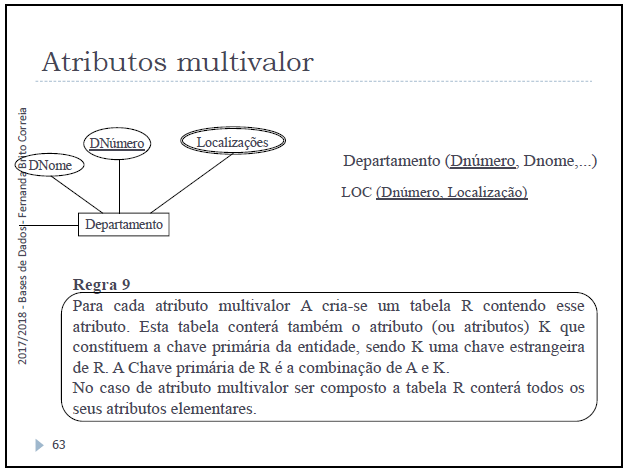 Atributos multivalor
2017/2018 - Bases de Dados - Fernanda Brito Correia
DNúmero
Localizações
DNome
Departamento
Departamento (Dnúmero, Dnome,...)
LOC (Dnúmero, Localização)
Regra 9
Para cada atributo multivalor A cria-se um tabela R contendo esse
atributo. Esta tabela conterá também o atributo (ou atributos) K que
constituem a chave primária da entidade, sendo K uma chave estrangeira
de R. A Chave primária de R é a combinação de A e K.
No caso de atributo multivalor ser composto a tabela R conterá todos os
seus atributos elementares.
63